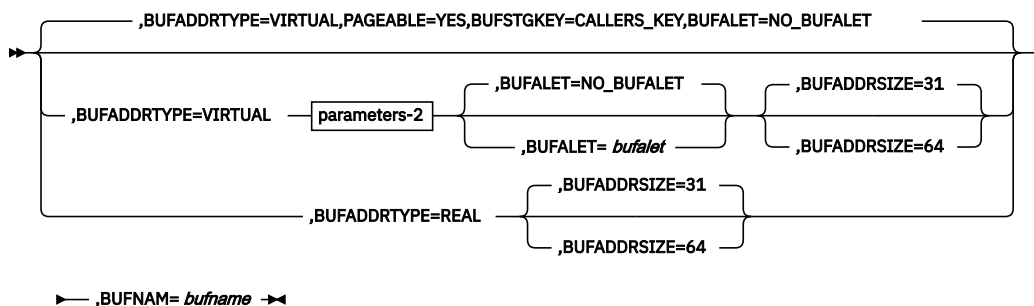 ,BUFADDRTYPE=VIRTUAL,PAGEABLE=YES,BUFSTGKEY=CALLERS_KEY,BUFALET=NO_BUFALET
,BUFADDRTYPE=VIRTUAL
parameters-2
,BUFALET=NO_BUFALET
,BUFALET= bufalet
,BUFADDRSIZE=31
,BUFADDRSIZE=64
,BUFADDRTYPE=REAL
,BUFADDRSIZE=31
,BUFADDRSIZE=64
,BUFNAM= bufname